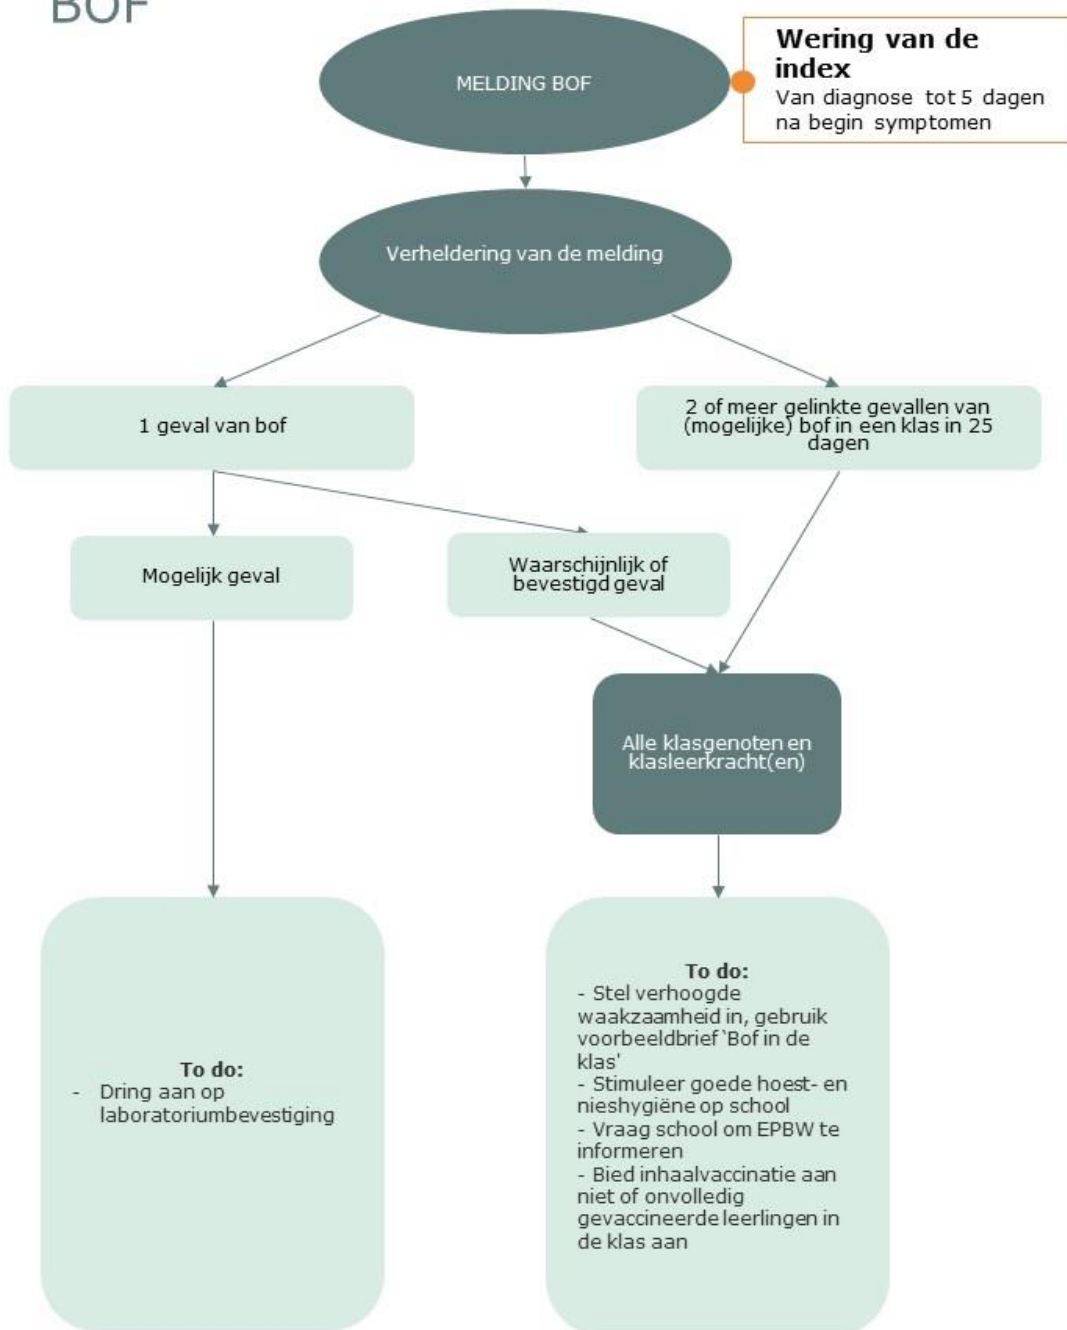 BOF
MELDING BOF
Wering van de
index
Van diagnose tot 5 dagen
na begin symptomen
Verheldering van de melding
1 geval van bof
2 of meer gelinkte gevallen van
(mogelijke) bof in een klas in 25
dagen
Mogelijk geval
Waarschijnlijk of
bevestigd geval
Alle klasgenoten en
klasleerkracht(en)
To do:
- Dring aan op
laboratoriumbevestiging
To do:
- Stel verhoogde
waakzaamheid in, gebruik
voorbeeldbrief ‘Bof in de
klas'
- Stimuleer goede hoest- en
nieshygiëne op school
- Vraag school om EPBW te
informeren
- Bied inhaalvaccinatie aan
niet of onvolledig
gevaccineerde leerlingen in
de klas aan